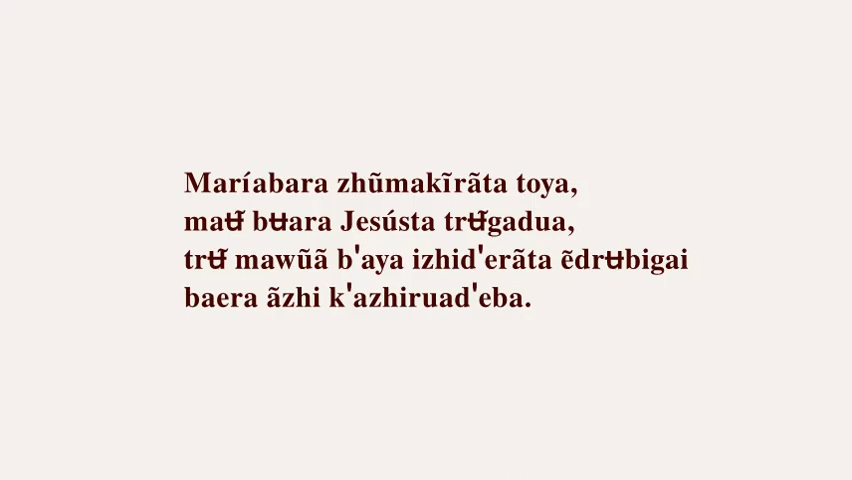 Maríabara zhũmakĩrãta toya,
maʉ̃ bʉara Jesústa trʉ̃gadua,
trʉ̃ mawũã b'aya izhid'erãta ẽdrʉbigai
baera ãzhi k'azhiruad'eba.